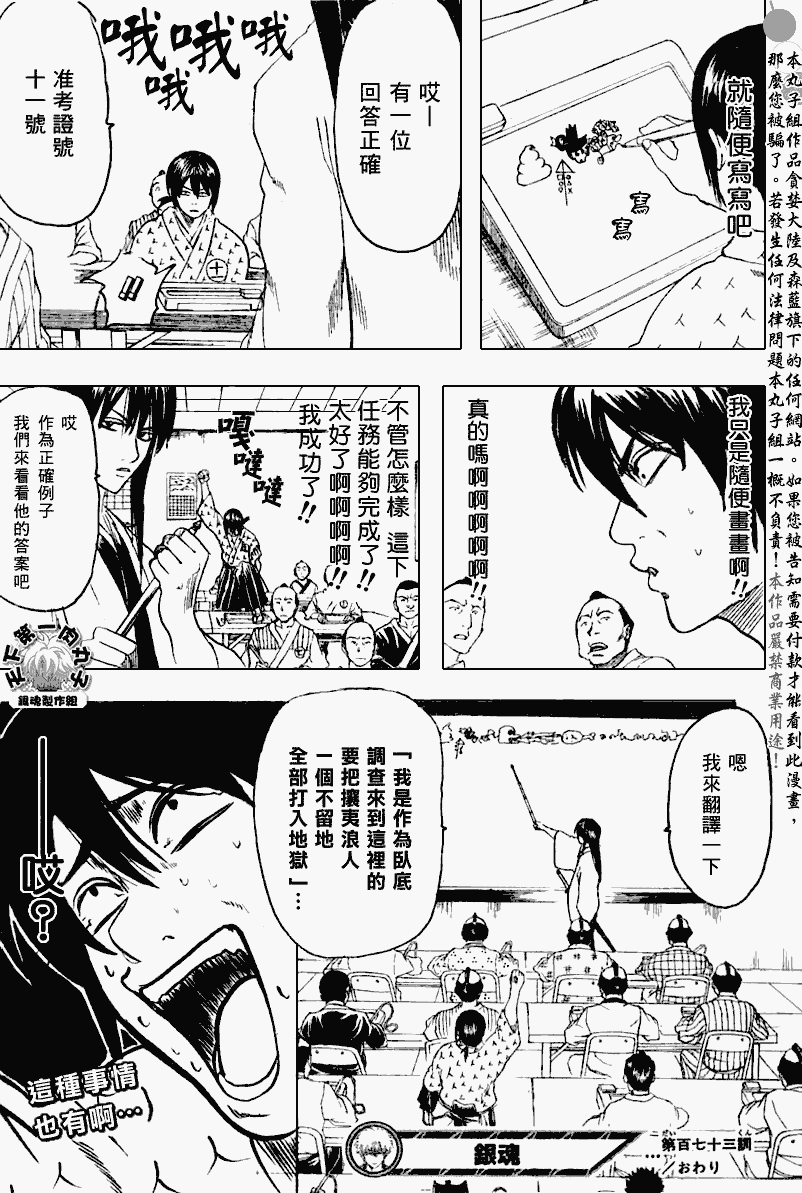 就隨便寫寫吧
寫
寫
哎—
有一位
回答正確
哦哦哦
哦
准考證號
十一號
十一
!!
我只是隨便畫畫啊!!
真的嗎啊啊啊啊啊!!
不管怎麼樣 這下
任務能夠完成了!!
太好了啊啊啊啊!!
我成功了!!
嘎噠噠
哎
作為正確例子
我們來看看他的答案吧
嗯
我來翻譯一下
「我是作為臥底
調查來到這裡的
要把攘夷浪人
一個不留地
全部打入地獄」…
——哎?
這種事情
也有啊…
銀魂
第百七十三訓
…/おわり
天下第一肉丸子
銀魂製作組
本丸子組作品貪婪大陸及森藍旗下的任何網站。如果您被告知需要付款才能看到此漫畫,
那麼您被騙了。若發生任何法律問題本丸子組一概不負責!本作品嚴禁商業用途!